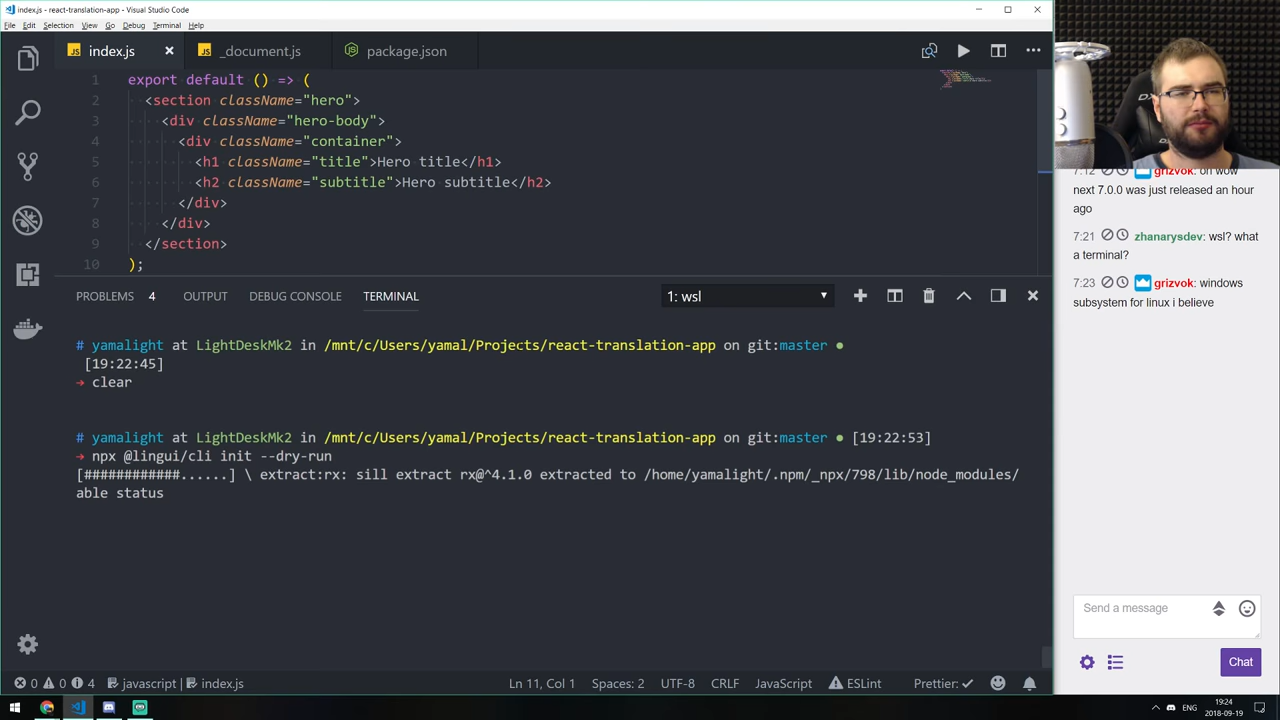 index.js - react-translation-app - Visual Studio Code
File Edit Selection View Go Debug Terminal Help
JS index.js JS _document.js package.json
1 export default () => (
2 <section className="hero">
3 <div className="hero-body">
4 <div className="container">
5 <h1 className="title">Hero title</h1>
6 <h2 className="subtitle">Hero subtitle</h2>
7 </div>
8 </div>
9 </section>
10 );
PROBLEMS 4 OUTPUT DEBUG CONSOLE TERMINAL 1: wsl
# yamalight at LightDeskMk2 in /mnt/c/Users/yamal/Projects/react-translation-app on git:master ●
[19:22:45]
→ clear
# yamalight at LightDeskMk2 in /mnt/c/Users/yamal/Projects/react-translation-app on git:master ● [19:22:53]
→ npx @lingui/cli init --dry-run
[############......] \ extract:rx: sill extract rx@^4.1.0 extracted to /home/yamalight/.npm/_npx/798/lib/node_modules/
able status
0 0 4 javascript index.js Ln 11, Col 1 Spaces: 2 UTF-8 CRLF JavaScript ESLint Prettier: ✓
7:12 grizvok: oh wow
next 7.0.0 was just released an hour
ago
7:21 zhanarysdev: wsl? what
a terminal?
7:23 grizvok: windows
subsystem for linux i believe
Send a message
Chat
ENG
19:24
2018-09-19